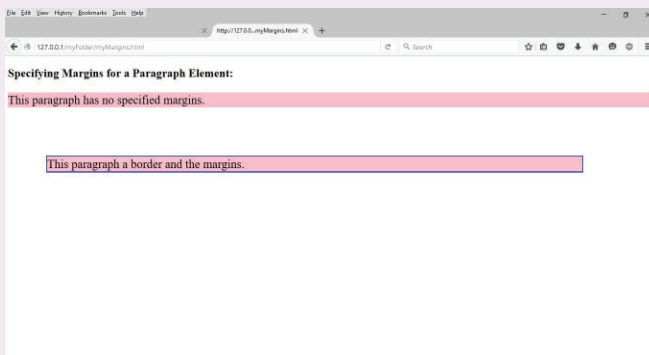 File Edit View History Bookmarks Tools Help
http://127.0.0...myMargins.html × +
127.0.0.1/myFolder/myMargins.html
Search
Specifying Margins for a Paragraph Element:
This paragraph has no specified margins.
This paragraph a border and the margins.